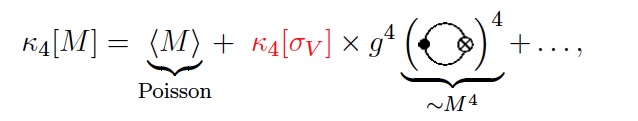 κ₄[M] = ⟨M⟩ + κ₄[σ_V] × g⁴ ( )⁴ + . . . ,
Poisson
∼M⁴